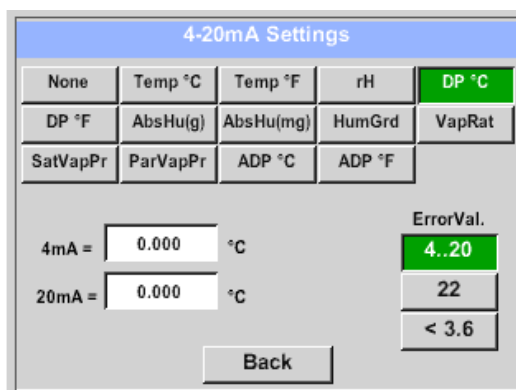 4-20mA Settings
None Temp °C Temp °F rH DP °C
DP °F AbsHu(g) AbsHu(mg) HumGrd VapRat
SatVapPr ParVapPr ADP °C ADP °F
ErrorVal.
4mA = 0.000 °C 4..20
20mA = 0.000 °C 22
< 3.6
Back